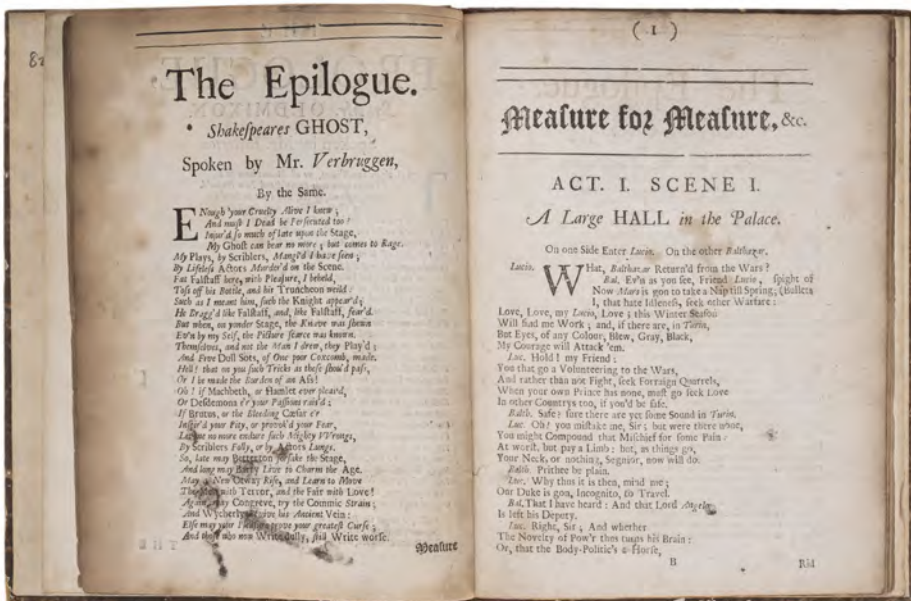 82
The Epilogue.
Shakeſpeares GHOST,
Spoken by Mr. Verbruggen,
By the Same.
ENough your Cruelty Alive I knew;
And muſt I Dead be Perſecuted too?
Injur'd ſo much of late upon the Stage,
My Ghoſt can bear no more; but comes to Rage.
My Plays, by Scriblers, Mangl'd I have ſeen;
By Lifeleſs Actors Murder'd on the Scene.
Fat Falſtaff here, with Pleaſure, I beheld,
Toſs off his Bottle, and his Truncheon weild:
Such as I meant him, ſuch the Knight appear'd;
He Bragg'd like Falſtaff, and, like Falſtaff, fear'd.
But when, on yonder Stage, the Knave was ſhewn
Ev'n by my Self, the Picture ſcarce was known.
Themſelves, and not the Man I drew, they Play'd;
And Five Dull Sots, of One poor Coxcomb, made.
Hell! that on you ſuch Tricks as theſe ſhou'd paſs,
Or I be made the Burden of an Aſs!
Oh! if Machbeth, or Hamlet ever pleas'd,
Or Desdemona e'r your Paſſions rais'd;
If Brutus, or the Bleeding Cæſar e'r
Inſpir'd your Pity, or provok'd your Fear,
Let me no more endure ſuch Mighty VVrongs,
By Scriblers Folly, or by Actors Lungs.
So, late may Betterton forſake the Stage,
And long may Barry Live to Charm the Age.
May a New Otway Riſe, and Learn to Move
The Men with Terror, and the Fair with Love!
Again, may Congreve, try the Commic Strain;
And Wycherly Revive his Ancient Vein:
Elſe may your Pleaſure prove your greateſt Curſe;
And thoſe who now Write dully, ſtill Write worſe.
Meaſure
( 1 )
Meaſure for Meaſure, &c.
ACT. I. SCENE I.
A Large HALL in the Palace.
On one Side Enter Lucio. On the other Balthazar.
Lucio. WHat, Balthazar Return'd from the Wars?
Bal. Ev'n as you ſee, Friend Lucio, ſpight of
Now Mars is gon to take a Nap till Spring; (Bullets
I, that hate Idleneſs, ſeek other Warfare:
Love, Love, my Lucio, Love; this Winter Seaſon
Will find me Work; and, if there are, in Turin,
But Eyes, of any Colour, Blew, Gray, Black,
My Courage will Attack 'em.
Luc. Hold! my Friend:
You that go a Volunteering to the Wars,
And rather than not Fight, ſeek Forraign Quarrels,
When your own Prince has none, muſt go ſeek Love
In other Countrys too, if you'd be ſafe.
Balth. Safe? ſure there are yet ſome Sound in Turin.
Luc. Oh? you miſtake me, Sir; but were there none,
You might Compound that Miſchief for ſome Pain:
At worſt, but pay a Limb: but, as things go,
Your Neck, or nothing, Segnior, now will do.
Balth. Prithee be plain.
Luc. Why thus it is then, mind me;
Our Duke is gon, Incognito, to Travel.
Bal. That I have heard: And that Lord Angelo
Is left his Deputy.
Luc. Right, Sir; And whether
The Novelty of Pow'r thus turns his Brain:
Or, that the Body-Politic's a Horſe,
B
Rid